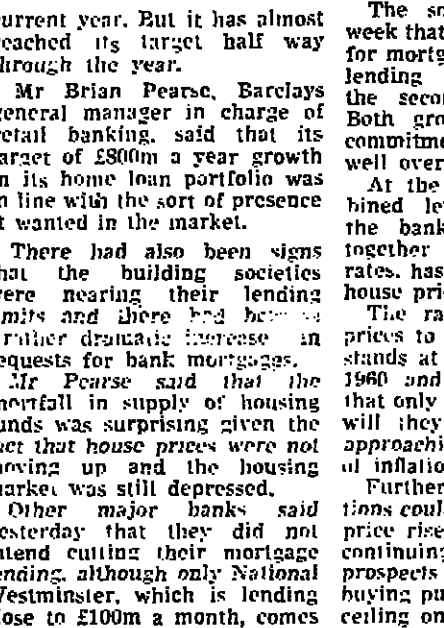 current year. But it has almost
reached its target half way
through the year.
Mr Brian Pearse, Barclays
general manager in charge of
retail banking, said that its
target of £800m a year growth
in its home loan portfolio was
in line with the sort of presence
it wanted in the market.
There had also been signs
that the building societies
were nearing their lending
limits and there had been a
rather dramatic increase in
requests for bank mortgages.
Mr Pearse said that the
shortfall in supply of housing
funds was surprising given the
fact that house prices were not
moving up and the housing
market was still depressed.
Other major banks said
yesterday that they did not
intend cutting their mortgage
lending, although only National
Westminster, which is lending
close to £100m a month, comes
The
week that
for mortg
lending
the secon
Both gro
commitme
well over
At the
bined le
the bank
together
rates, has
house pri
The ra
prices to
stands at
1960 and
that only
will they
approachi
of inflatio
Further
tions coul
price rise
continuing
prospects
buying pu
ceiling on